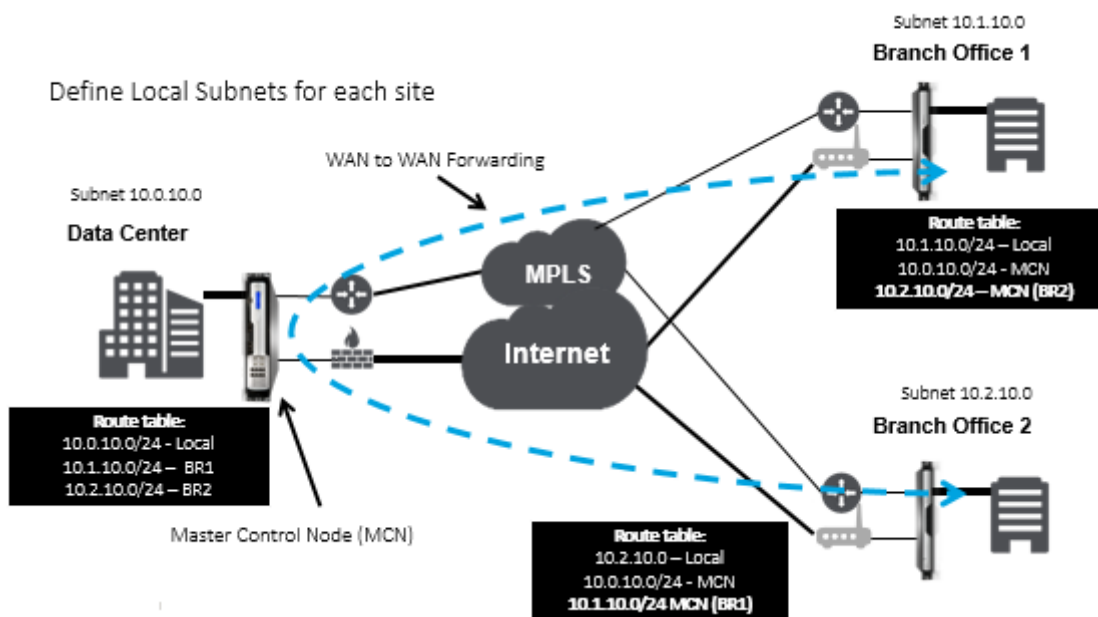 Subnet 10.1.10.0
Branch Office 1
Define Local Subnets for each site
WAN to WAN Forwarding
Subnet 10.0.10.0
Data Center
MPLS
Internet
Route table:
10.1.10.0/24 – Local
10.0.10.0/24 - MCN
10.2.10.0/24 – MCN (BR2)
Subnet 10.2.10.0
Branch Office 2
Route table:
10.0.10.0/24 - Local
10.1.10.0/24 – BR1
10.2.10.0/24 – BR2
Master Control Node (MCN)
Route table:
10.2.10.0 – Local
10.0.10.0/24 - MCN
10.1.10.0/24 MCN (BR1)